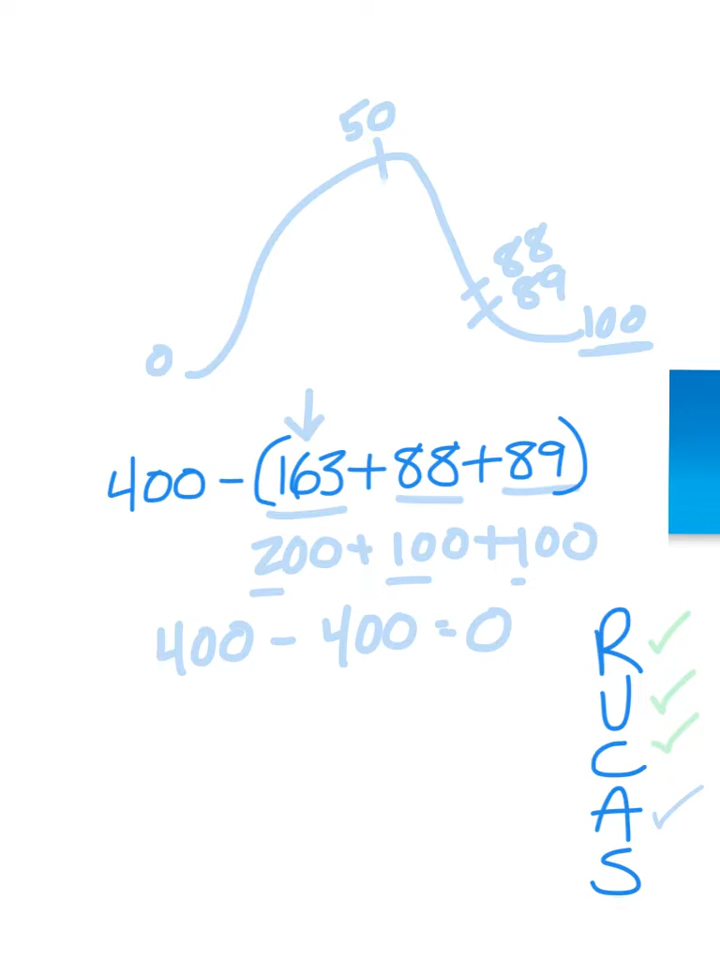 50
88
89
100
0
400 - (163 + 88 + 89)
200 + 100 + 100
400 - 400 = 0
R ✓
U ✓
C ✓
A ✓
S